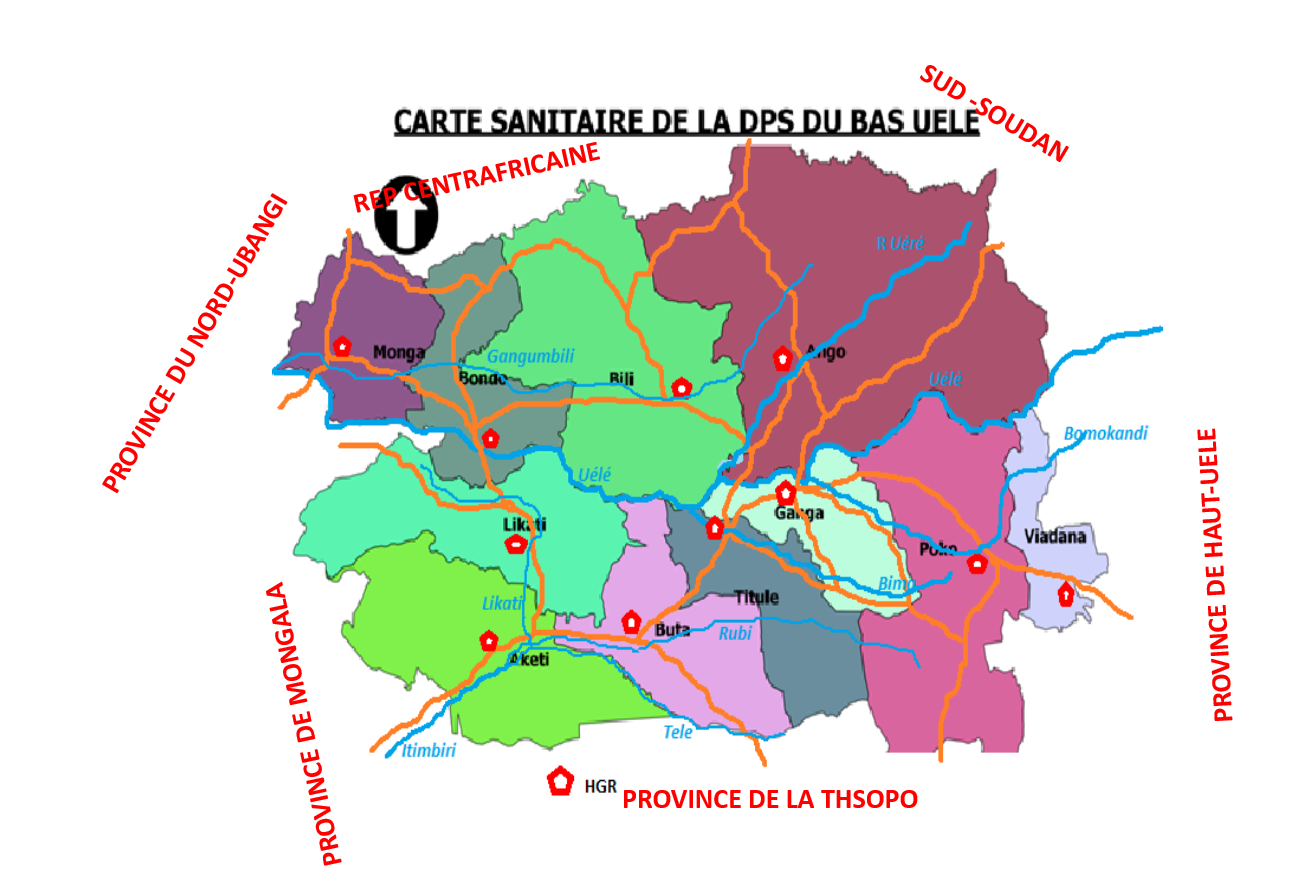 SUD -SOUDAN
CARTE SANITAIRE DE LA DPS DU BAS UELE
REP CENTRAFRICAINE
PROVINCE DU NORD-UBANGI
R Uéré
Monga
Gangumbili
Bondo
Bili
Ango
Uélé
Bomokandi
Uélé
Likati
Ganga
Poko
Viadana
PROVINCE DE HAUT-UELE
Bima
Likati
Titule
Buta
Rubi
Aketi
PROVINCE DE MONGALA
Itimbiri
Tele
HGR
PROVINCE DE LA THSOPO